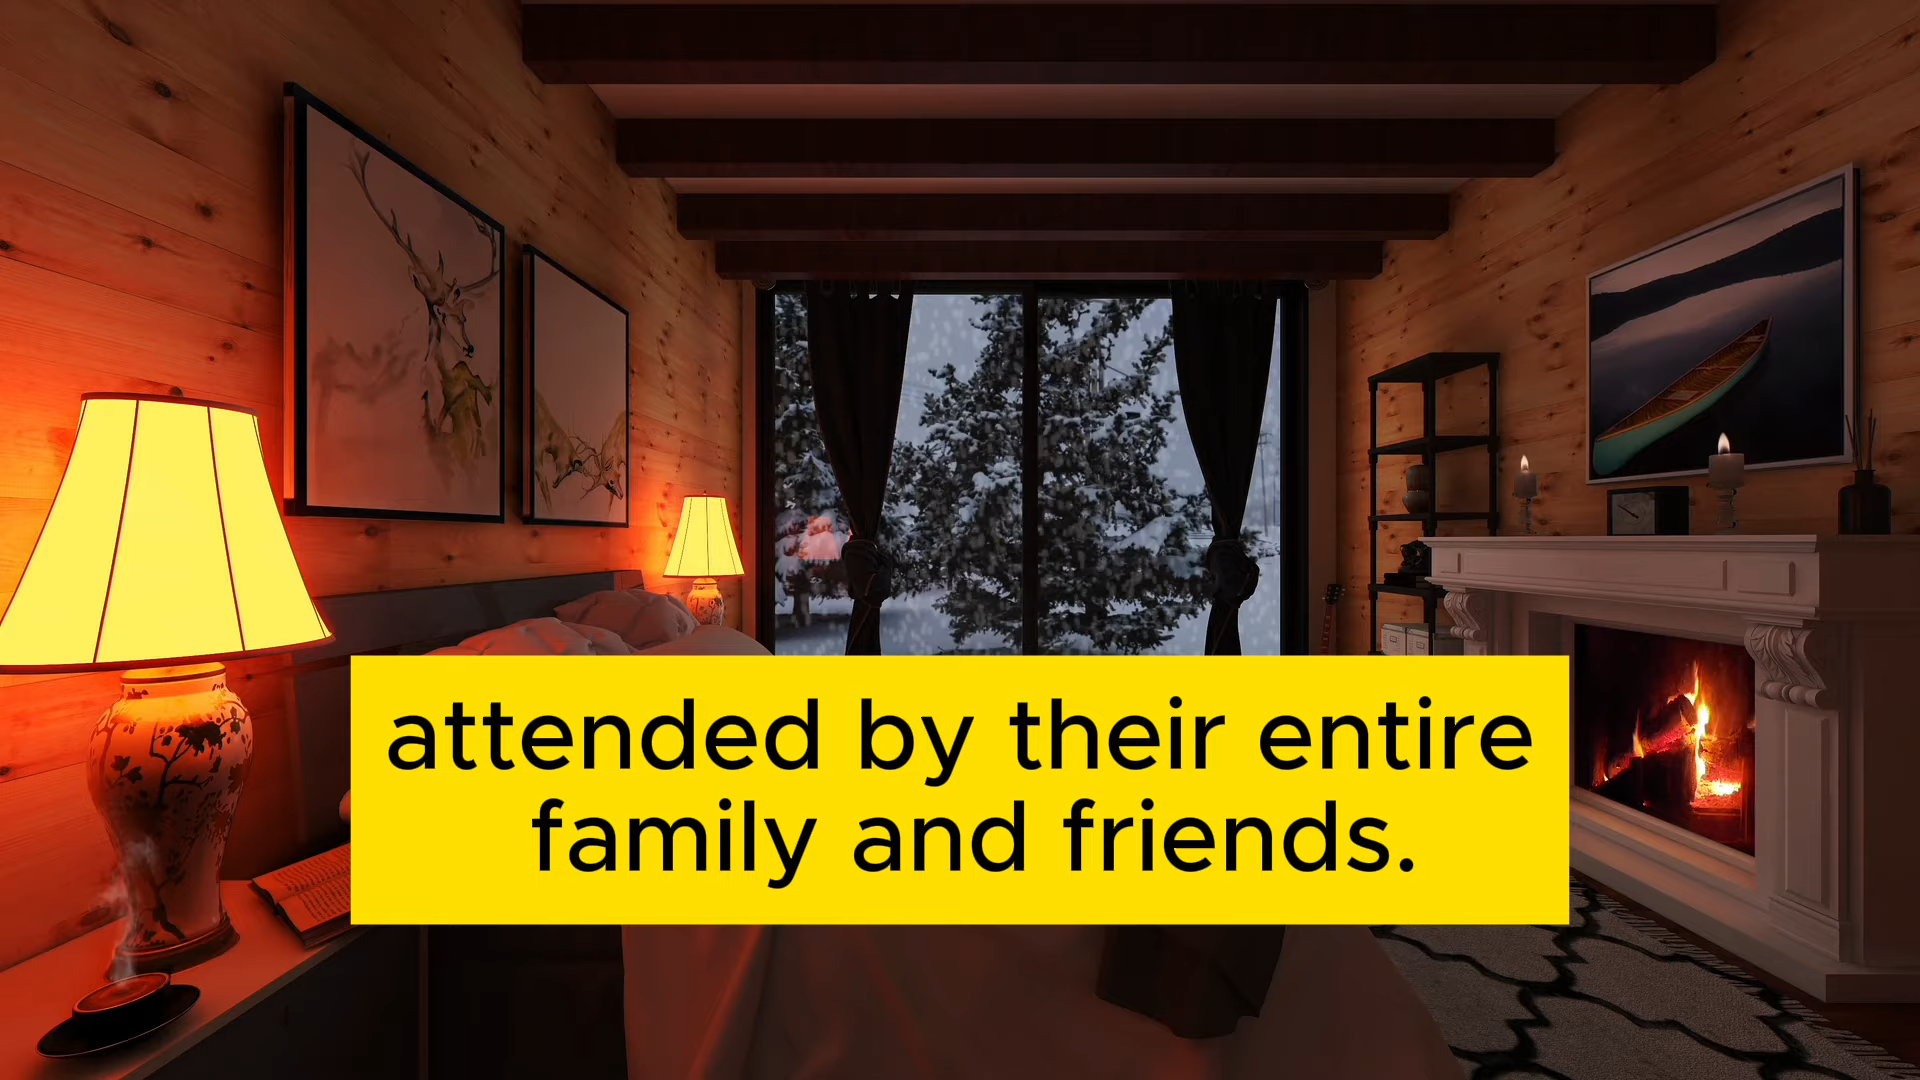 attended by their entire
family and friends.